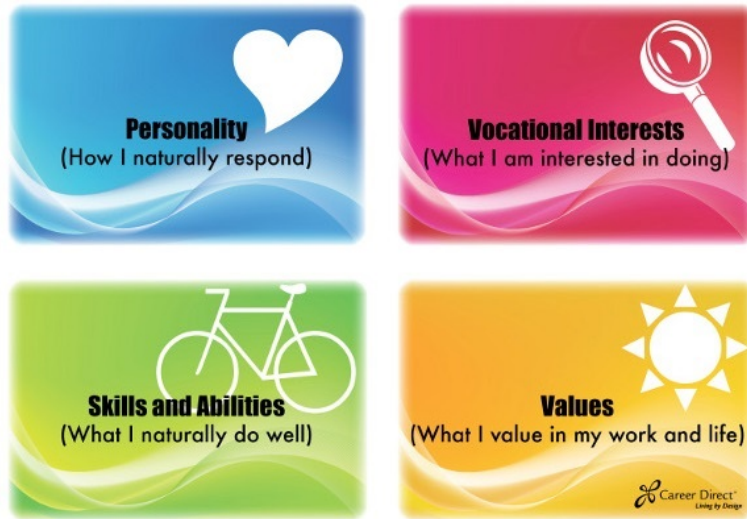 Personality
(How I naturally respond)
Vocational Interests
(What I am interested in doing)
Skills and Abilities
(What I naturally do well)
Values
(What I value in my work and life)
Career Direct®
Living by Design